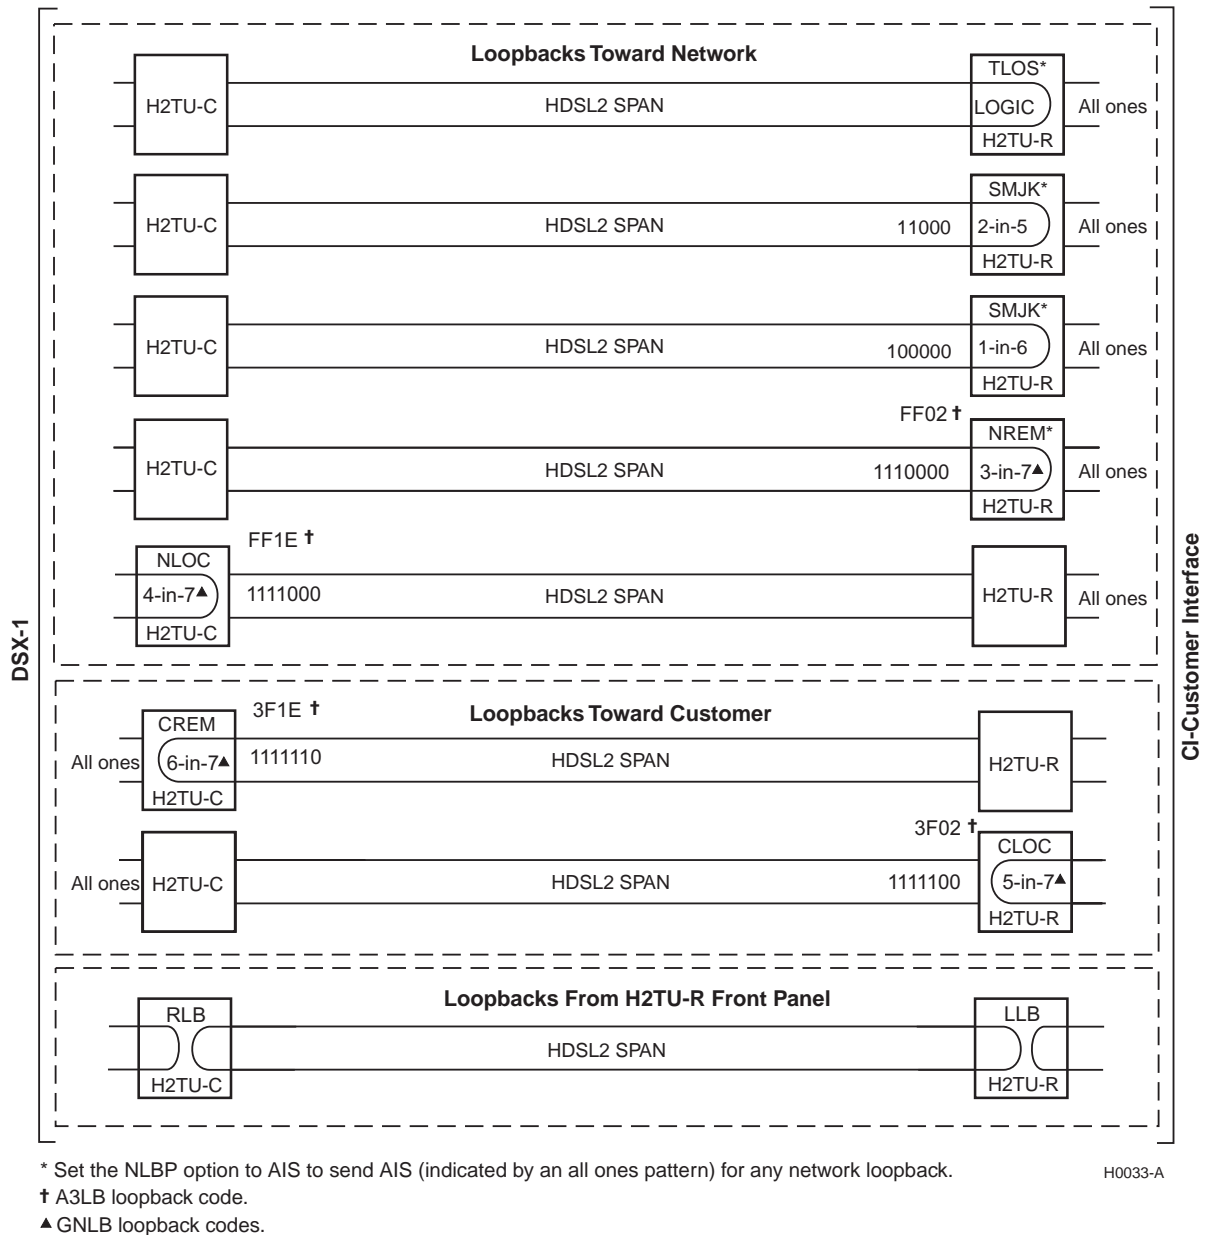 DSX-1
CI-Customer Interface
Loopbacks Toward Network
H2TU-C
HDSL2 SPAN
TLOS*
LOGIC
H2TU-R
All ones
H2TU-C
HDSL2 SPAN
11000
SMJK*
2-in-5
H2TU-R
All ones
H2TU-C
HDSL2 SPAN
100000
SMJK*
1-in-6
H2TU-R
All ones
H2TU-C
HDSL2 SPAN
FF02 †
1110000
NREM*
3-in-7▲
H2TU-R
All ones
NLOC
4-in-7▲
H2TU-C
FF1E †
1111000
HDSL2 SPAN
H2TU-R
All ones
Loopbacks Toward Customer
All ones
CREM
6-in-7▲
H2TU-C
3F1E †
1111110
HDSL2 SPAN
H2TU-R
All ones
H2TU-C
HDSL2 SPAN
3F02 †
1111100
CLOC
5-in-7▲
H2TU-R
Loopbacks From H2TU-R Front Panel
RLB
H2TU-C
HDSL2 SPAN
LLB
H2TU-R
* Set the NLBP option to AIS to send AIS (indicated by an all ones pattern) for any network loopback.
H0033-A
† A3LB loopback code.
▲ GNLB loopback codes.